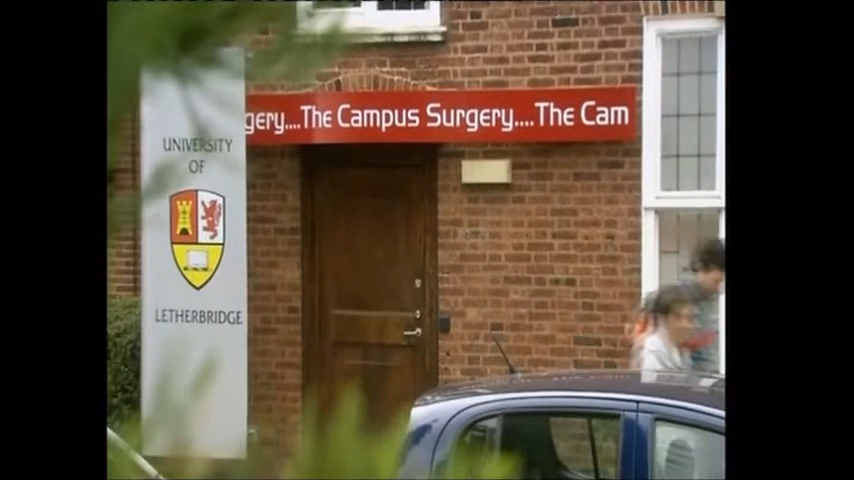 gery....The Campus Surgery....The Cam
UNIVERSITY
OF
LETHERBRIDGE